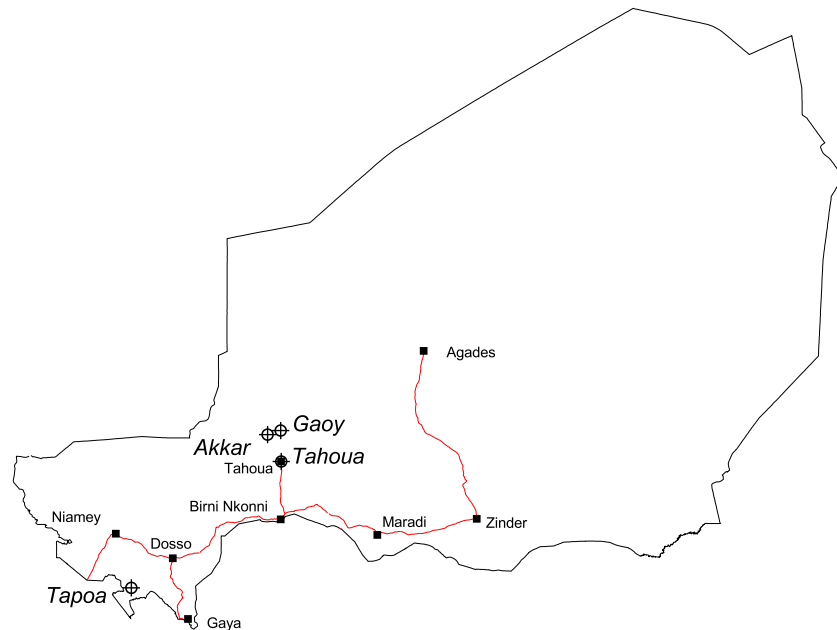 Agades
Gaoy
Akkar
Tahoua
Tahoua
Birni Nkonni
Niamey
Maradi
Zinder
Dosso
Tapoa
Gaya